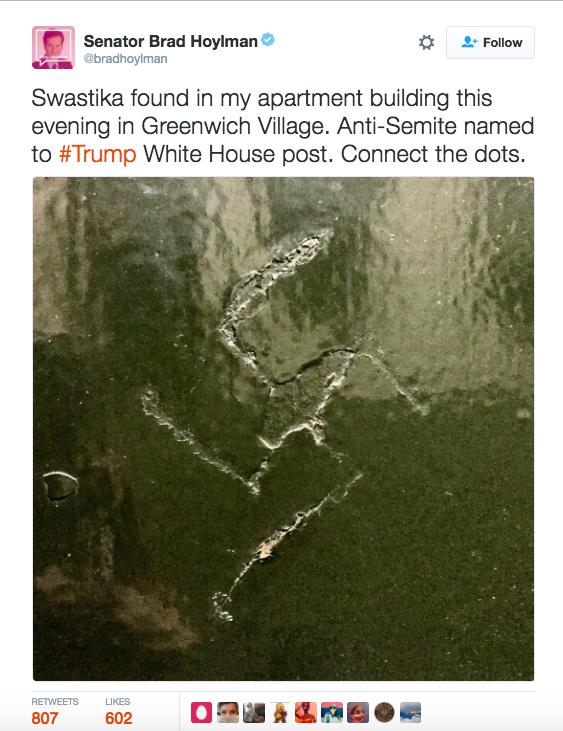 Senator Brad Hoylman
@bradhoylman
Follow
Swastika found in my apartment building this
evening in Greenwich Village. Anti-Semite named
to #Trump White House post. Connect the dots.
RETWEETS
807
LIKES
602